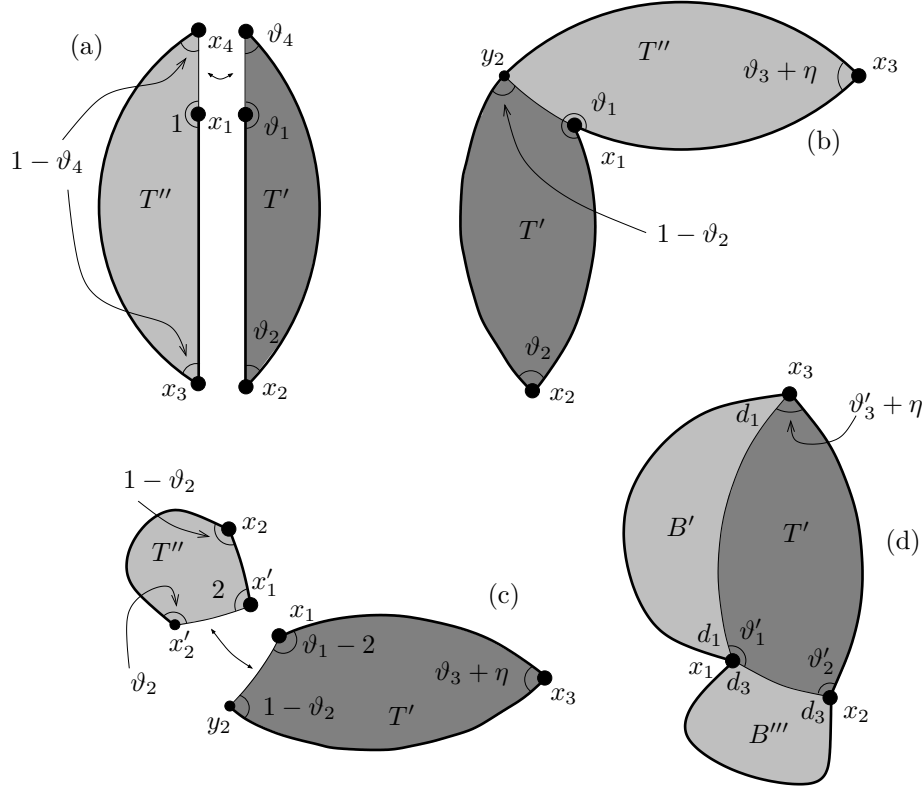 (a)
x₄
ϑ₄
1
x₁
ϑ₁
1 − ϑ₄
T″
T′
ϑ₂
x₃
x₂
y₂
T″
ϑ₃ + η
x₃
ϑ₁
x₁
(b)
T′
1 − ϑ₂
ϑ₂
x₂
1 − ϑ₂
x₂
T″
2
x′₁
x′₂
ϑ₂
(c)
x₁
ϑ₁ − 2
ϑ₃ + η
x₃
1 − ϑ₂
y₂
T′
x₃
d₁
ϑ′₃ + η
B′
T′
(d)
d₁
ϑ′₁
x₁
d₃
ϑ′₂
d₃
x₂
B‴